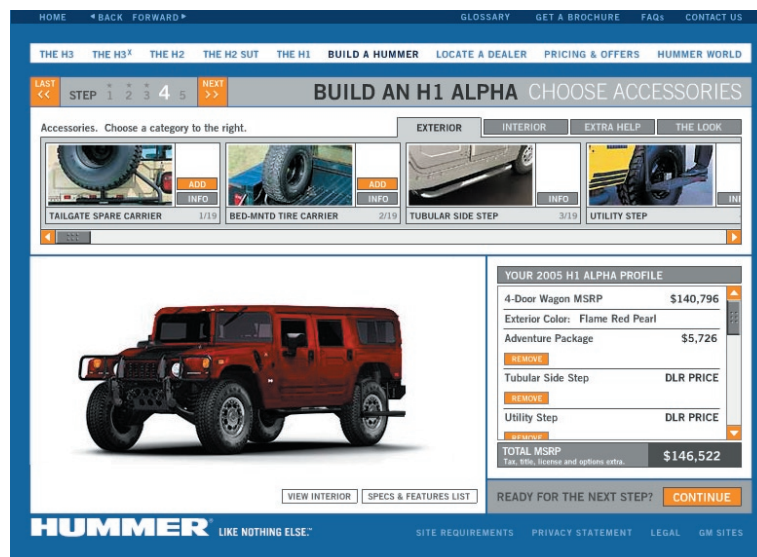 HOME ◄BACK FORWARD► GLOSSARY GET A BROCHURE FAQs CONTACT US
THE H3 THE H3X THE H2 THE H2 SUT THE H1 BUILD A HUMMER LOCATE A DEALER PRICING & OFFERS HUMMER WORLD
LAST << STEP 1 2 3 4 5 NEXT >> BUILD AN H1 ALPHA CHOOSE ACCESSORIES
Accessories. Choose a category to the right. EXTERIOR INTERIOR EXTRA HELP THE LOOK
ADD ADD
INFO INFO INFO INF
TAILGATE SPARE CARRIER 1/19 BED-MNTD TIRE CARRIER 2/19 TUBULAR SIDE STEP 3/19 UTILITY STEP
YOUR 2005 H1 ALPHA PROFILE
4-Door Wagon MSRP $140,796
Exterior Color: Flame Red Pearl
Adventure Package $5,726
REMOVE
Tubular Side Step DLR PRICE
REMOVE
Utility Step DLR PRICE
REMOVE
TOTAL MSRP $146,522
Tax, title, license and options extra.
VIEW INTERIOR SPECS & FEATURES LIST READY FOR THE NEXT STEP? CONTINUE
HUMMER® LIKE NOTHING ELSE.™ SITE REQUIREMENTS PRIVACY STATEMENT LEGAL GM SITES